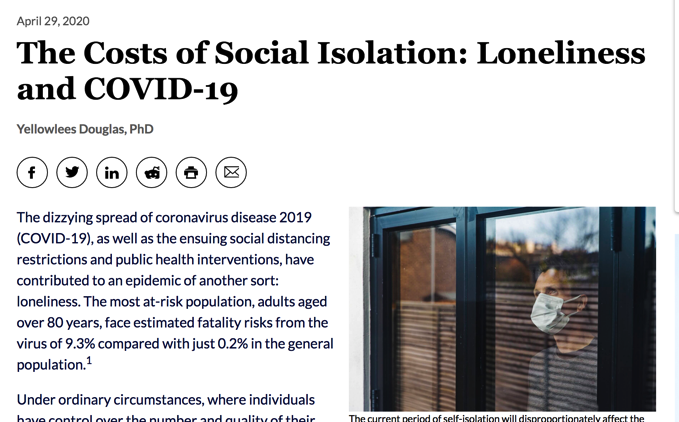 April 29, 2020
The Costs of Social Isolation: Loneliness
and COVID-19
Yellowlees Douglas, PhD
The dizzying spread of coronavirus disease 2019
(COVID-19), as well as the ensuing social distancing
restrictions and public health interventions, have
contributed to an epidemic of another sort:
loneliness. The most at-risk population, adults aged
over 80 years, face estimated fatality risks from the
virus of 9.3% compared with just 0.2% in the general
population.1
Under ordinary circumstances, where individuals
have control over the number and quality of their
The current period of self-isolation will disproportionately affect the